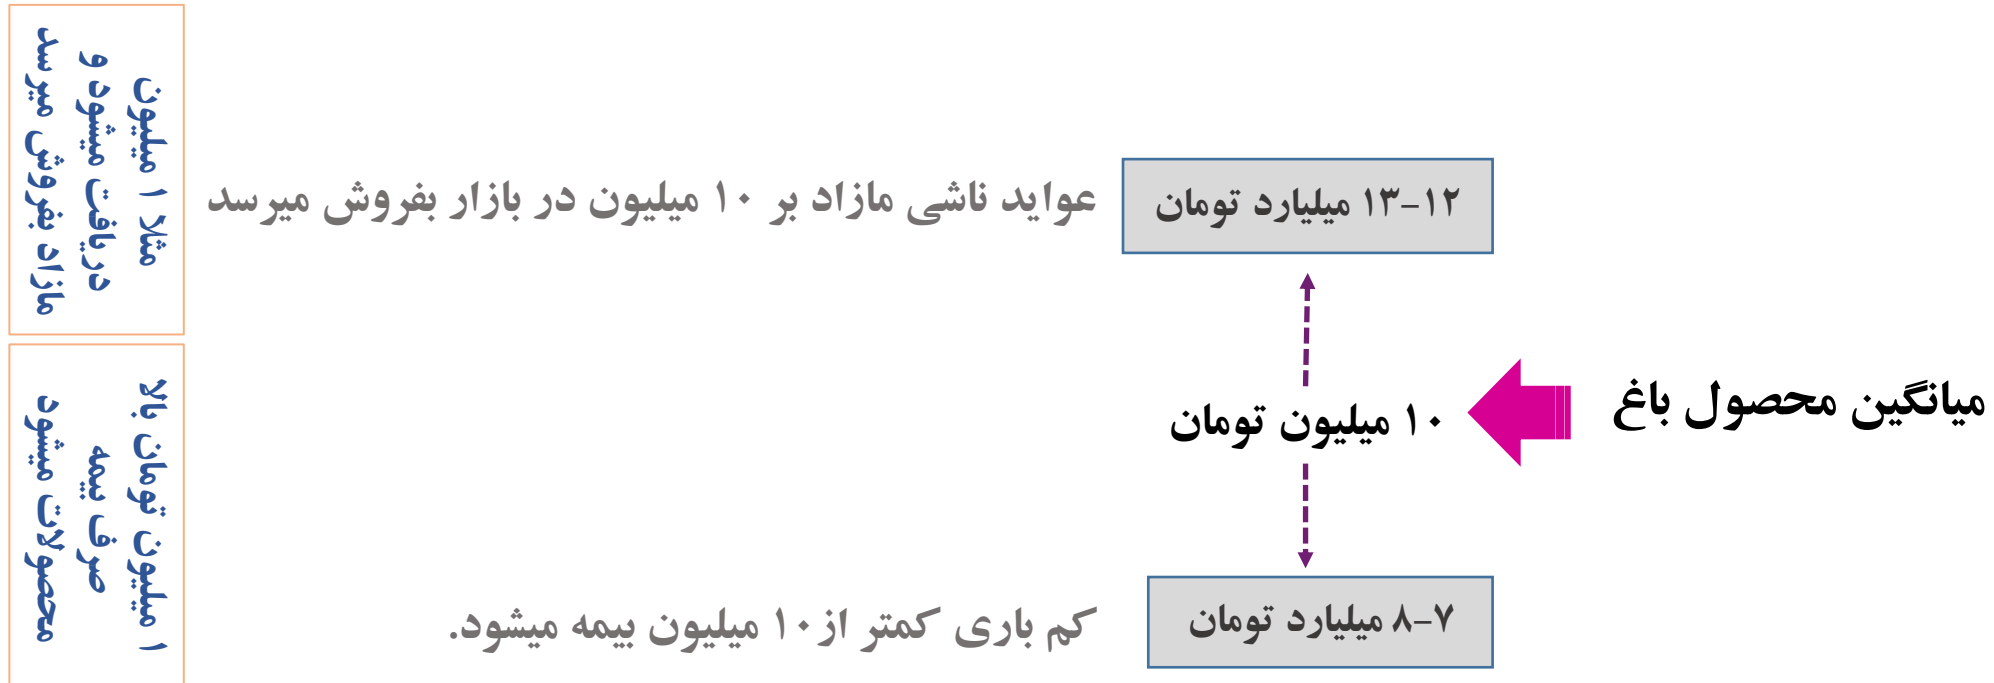 ۱۲-۱۳ میلیارد تومان
عواید ناشی مازاد بر ۱۰ میلیون در بازار بفروش میرسد
میانگین محصول باغ
۱۰ میلیون تومان
۷-۸ میلیارد تومان
کم باری کمتر از۱۰ میلیون بیمه میشود.
مثلا ۱ میلیون
دریافت میشود و
مازاد بفروش میرسد
۱ میلیون تومان بالا
صرف بیمه
محصولات میشود